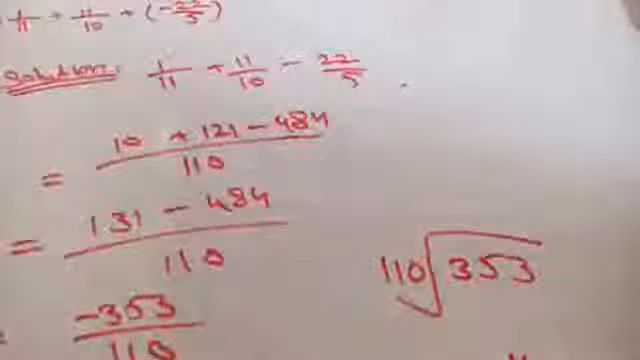 1/11 + 11/10 + (-22/5)
Solution: 1/11 + 11/10 - 22/5
= 10 + 121 - 484 / 110
= 131 - 484 / 110
-353 / 110
110 353